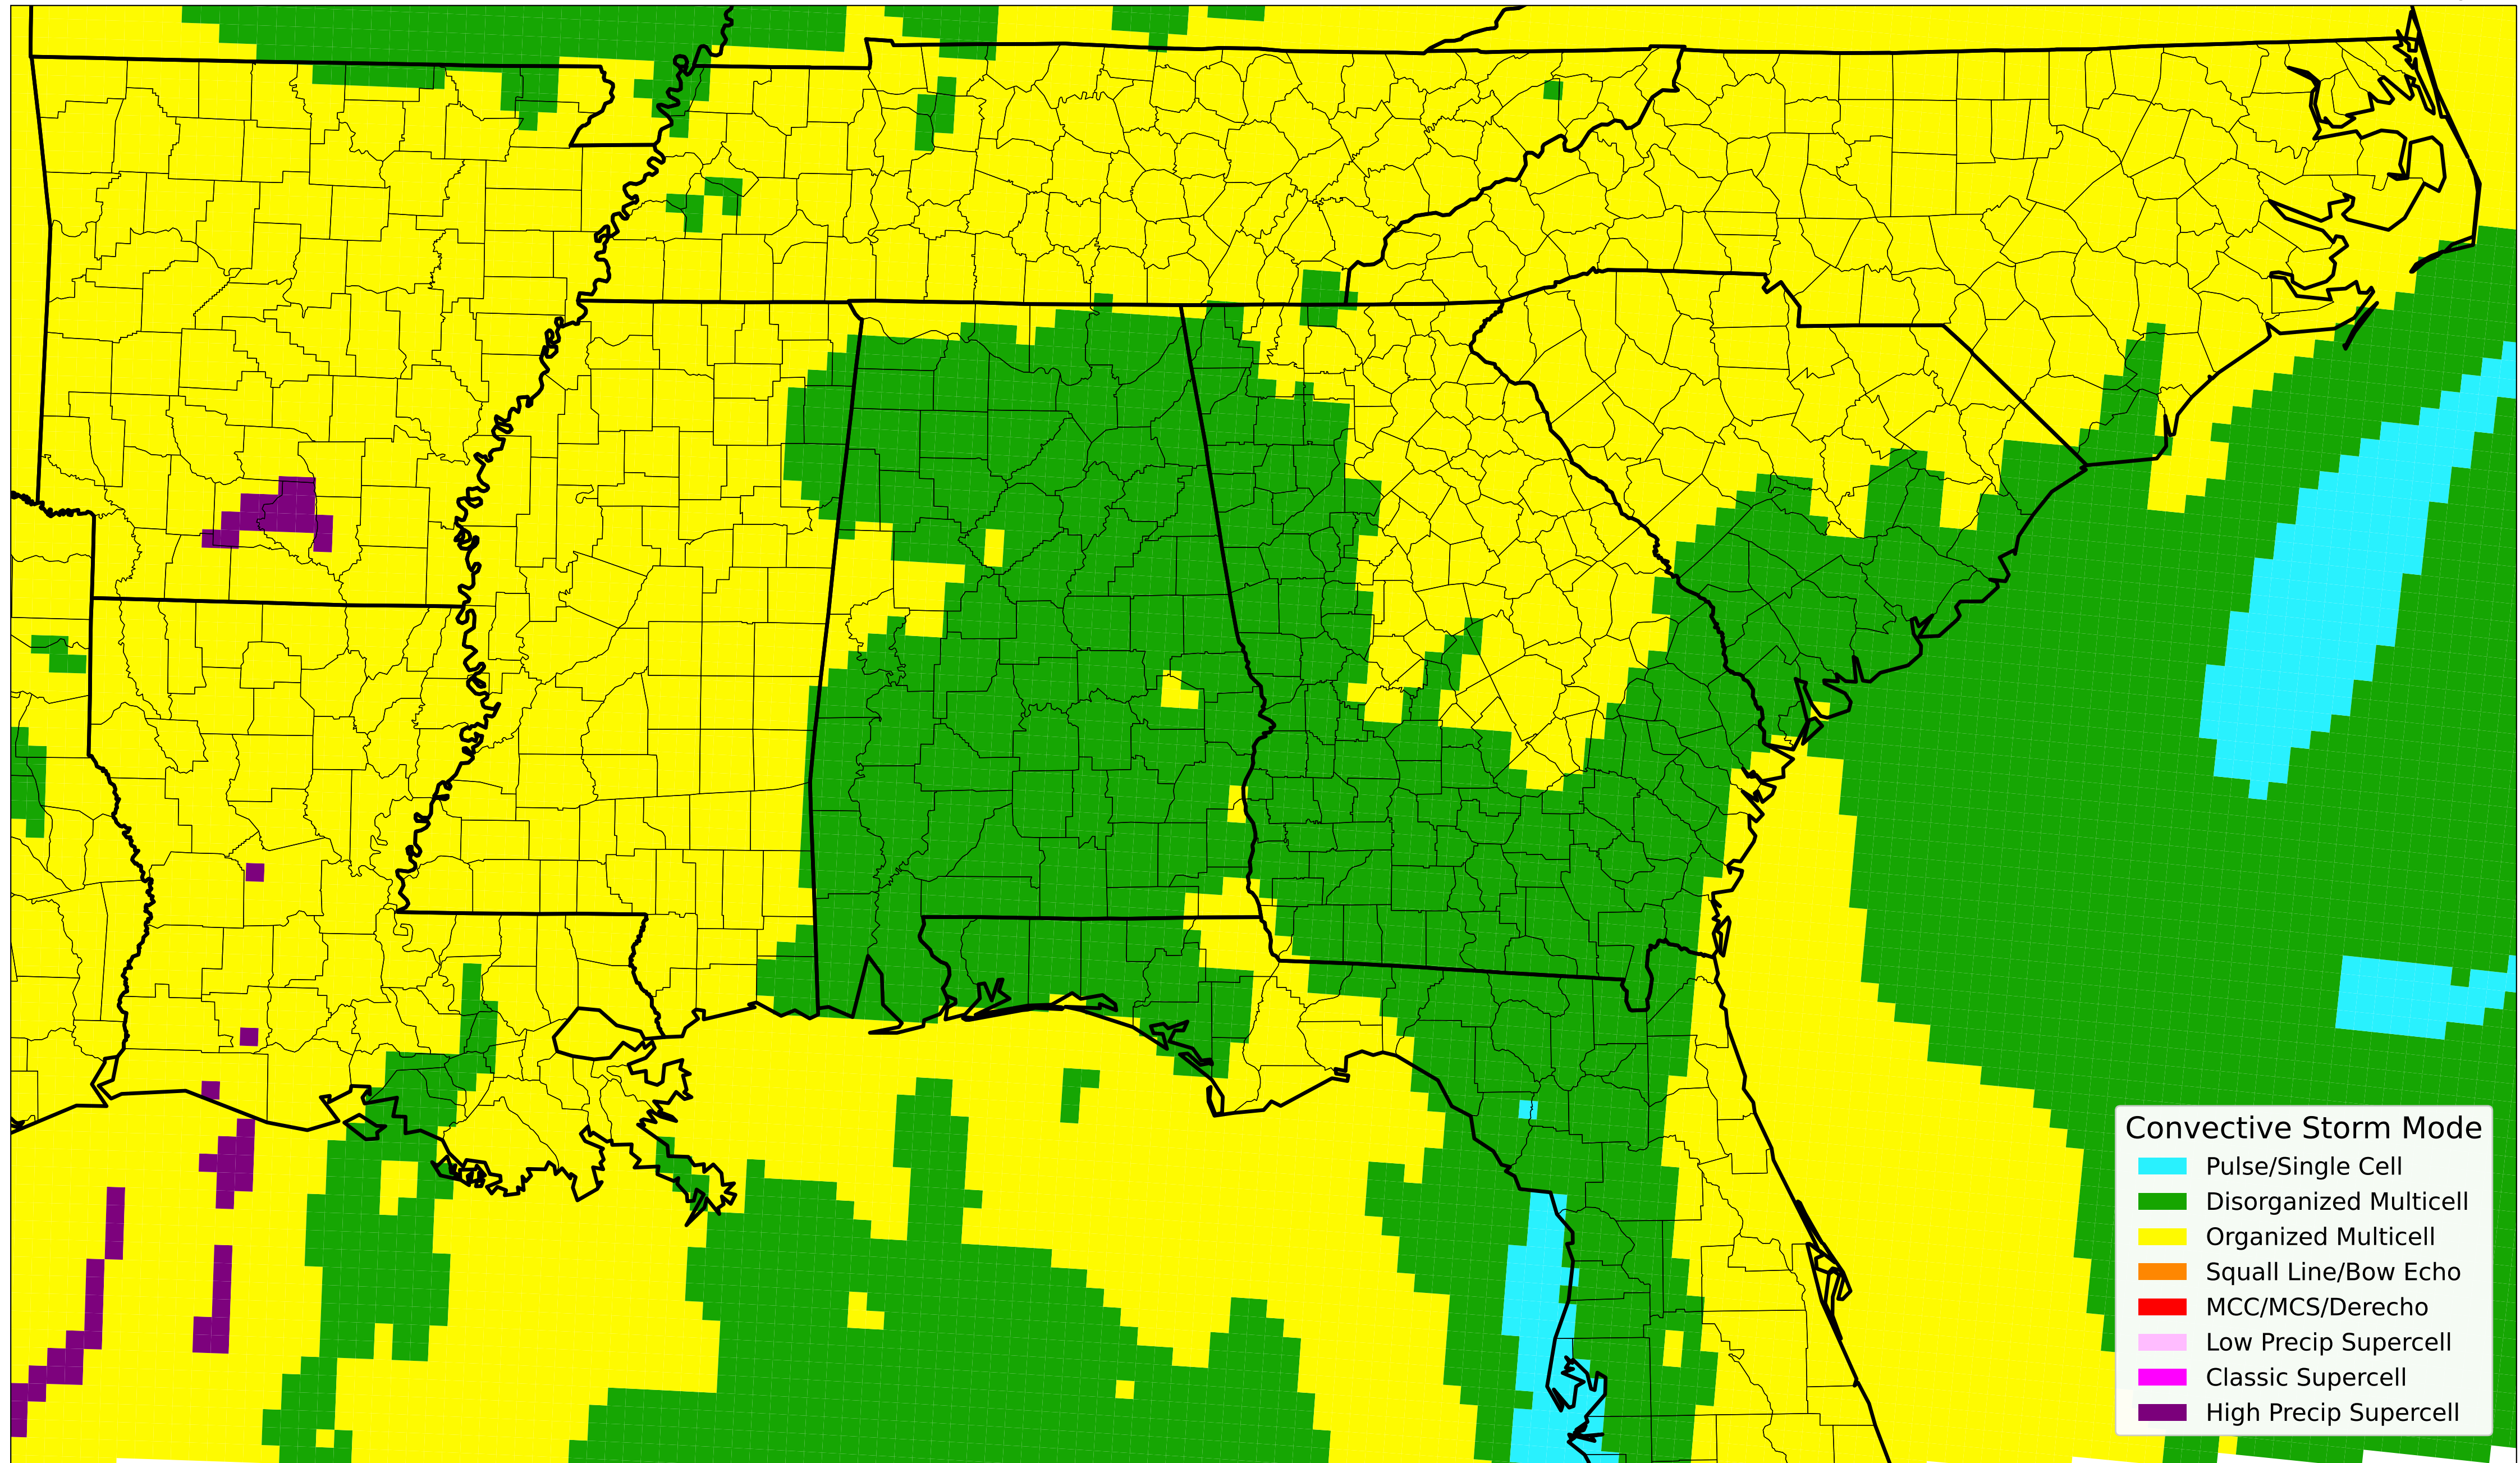 Convective Storm Mode
Pulse/Single Cell
Disorganized Multicell
Organized Multicell
Squall Line/Bow Echo
MCC/MCS/Derecho
Low Precip Supercell
Classic Supercell
High Precip Supercell